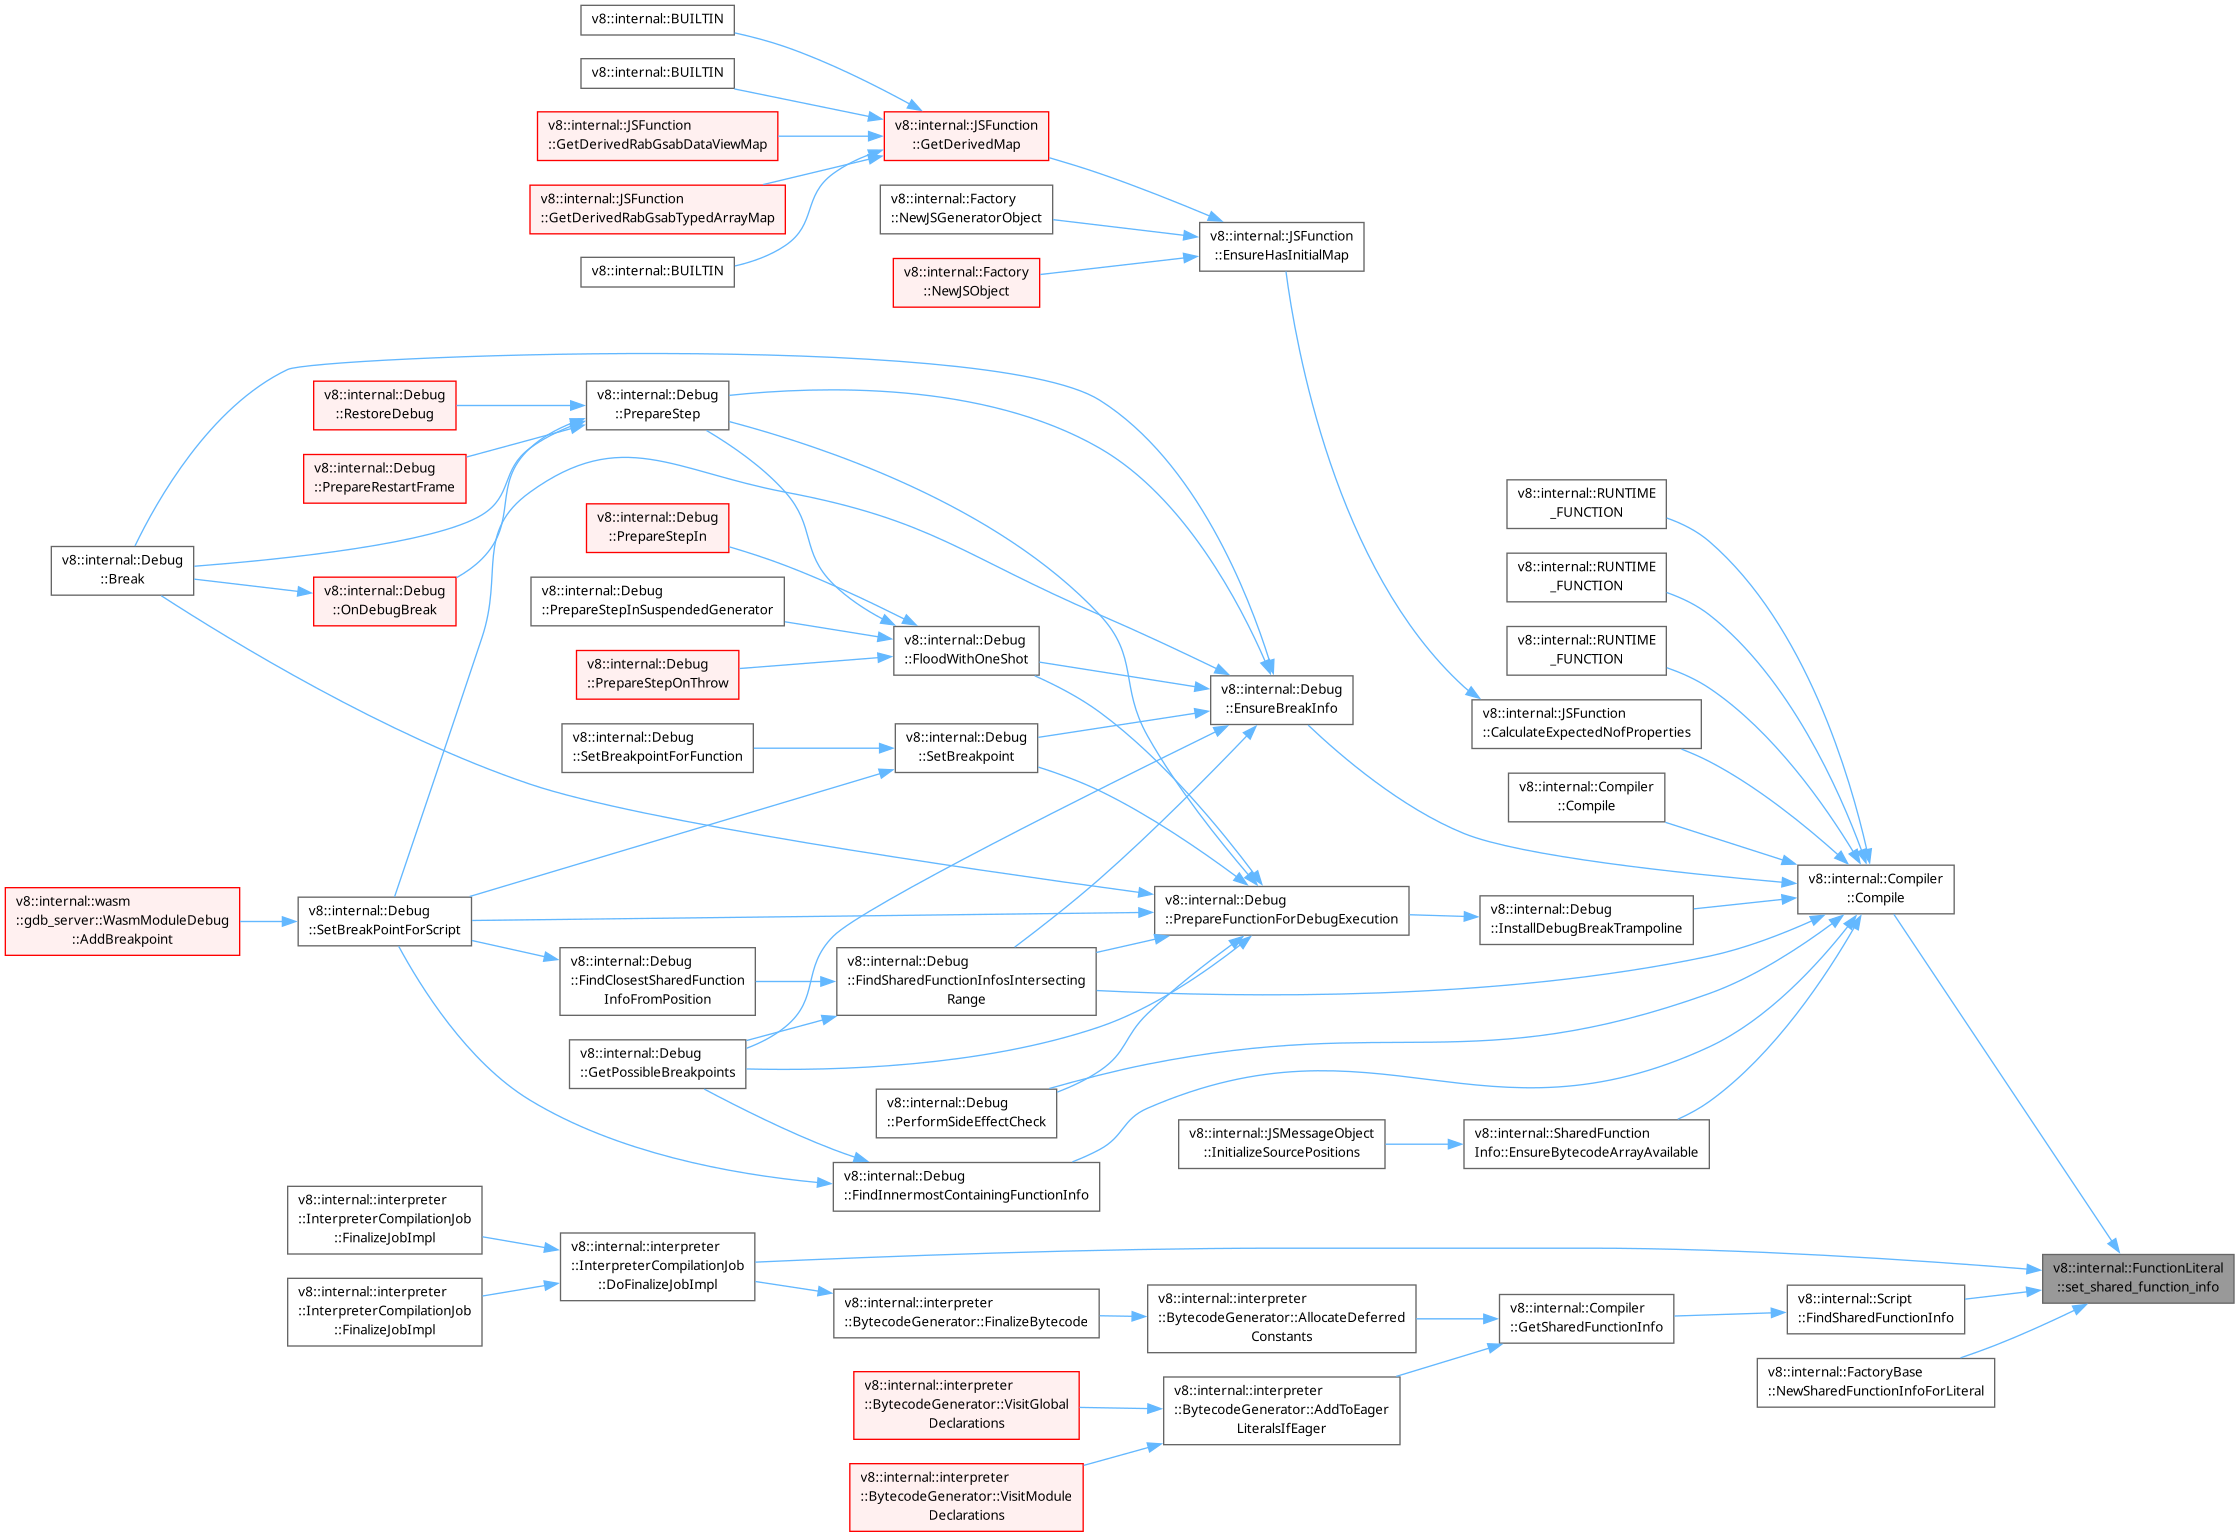 v8::internal::BUILTIN
v8::internal::BUILTIN
v8::internal::JSFunction
::GetDerivedRabGsabDataViewMap
v8::internal::JSFunction
::GetDerivedMap
v8::internal::JSFunction
::GetDerivedRabGsabTypedArrayMap
v8::internal::Factory
::NewJSGeneratorObject
v8::internal::JSFunction
::EnsureHasInitialMap
v8::internal::BUILTIN
v8::internal::Factory
::NewJSObject
v8::internal::Debug
::RestoreDebug
v8::internal::Debug
::PrepareStep
v8::internal::Debug
::PrepareRestartFrame
v8::internal::RUNTIME
_FUNCTION
v8::internal::Debug
::PrepareStepIn
v8::internal::Debug
::Break
v8::internal::RUNTIME
_FUNCTION
v8::internal::Debug
::OnDebugBreak
v8::internal::Debug
::PrepareStepInSuspendedGenerator
v8::internal::Debug
::FloodWithOneShot
v8::internal::RUNTIME
_FUNCTION
v8::internal::Debug
::PrepareStepOnThrow
v8::internal::Debug
::EnsureBreakInfo
v8::internal::JSFunction
::CalculateExpectedNofProperties
v8::internal::Debug
::SetBreakpointForFunction
v8::internal::Debug
::SetBreakpoint
v8::internal::Compiler
::Compile
v8::internal::Compiler
::Compile
v8::internal::wasm
::gdb_server::WasmModuleDebug
::AddBreakpoint
v8::internal::Debug
::SetBreakPointForScript
v8::internal::Debug
::PrepareFunctionForDebugExecution
v8::internal::Debug
::InstallDebugBreakTrampoline
v8::internal::Debug
::FindClosestSharedFunction
InfoFromPosition
v8::internal::Debug
::FindSharedFunctionInfosIntersecting
Range
v8::internal::Debug
::GetPossibleBreakpoints
v8::internal::Debug
::PerformSideEffectCheck
v8::internal::JSMessageObject
::InitializeSourcePositions
v8::internal::SharedFunction
Info::EnsureBytecodeArrayAvailable
v8::internal::Debug
::FindInnermostContainingFunctionInfo
v8::internal::interpreter
::InterpreterCompilationJob
::FinalizeJobImpl
v8::internal::interpreter
::InterpreterCompilationJob
::DoFinalizeJobImpl
v8::internal::FunctionLiteral
::set_shared_function_info
v8::internal::interpreter
::InterpreterCompilationJob
::FinalizeJobImpl
v8::internal::interpreter
::BytecodeGenerator::FinalizeBytecode
v8::internal::interpreter
::BytecodeGenerator::AllocateDeferred
Constants
v8::internal::Compiler
::GetSharedFunctionInfo
v8::internal::Script
::FindSharedFunctionInfo
v8::internal::FactoryBase
::NewSharedFunctionInfoForLiteral
v8::internal::interpreter
::BytecodeGenerator::VisitGlobal
Declarations
v8::internal::interpreter
::BytecodeGenerator::AddToEager
LiteralsIfEager
v8::internal::interpreter
::BytecodeGenerator::VisitModule
Declarations